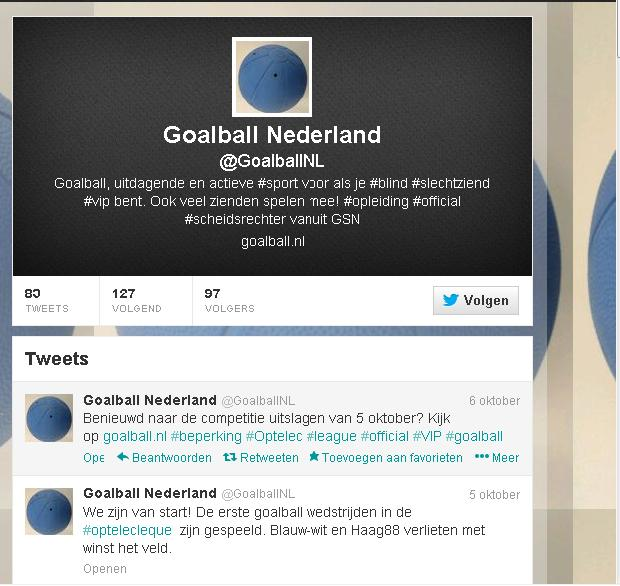 Goalball Nederland
@GoalballNL
Goalball, uitdagende en actieve #sport voor als je #blind #slechtziend
#vip bent. Ook veel zienden spelen mee! #opleiding #official
#scheidsrechter vanuit GSN
goalball.nl
83 127 97
TWEETS VOLGEND VOLGERS
Volgen
Tweets
Goalball Nederland @GoalballNL 6 oktober
Benieuwd naar de competitie uitslagen van 5 oktober? Kijk
op goalball.nl #beperking #Optelec #league #official #VIP #goalball
Ope Beantwoorden Retweeten Toevoegen aan favorieten Meer
Goalball Nederland @GoalballNL 5 oktober
We zijn van start! De eerste goalball wedstrijden in de
#optelecleque zijn gespeeld. Blauw-wit en Haag88 verlieten met
winst het veld.
Openen